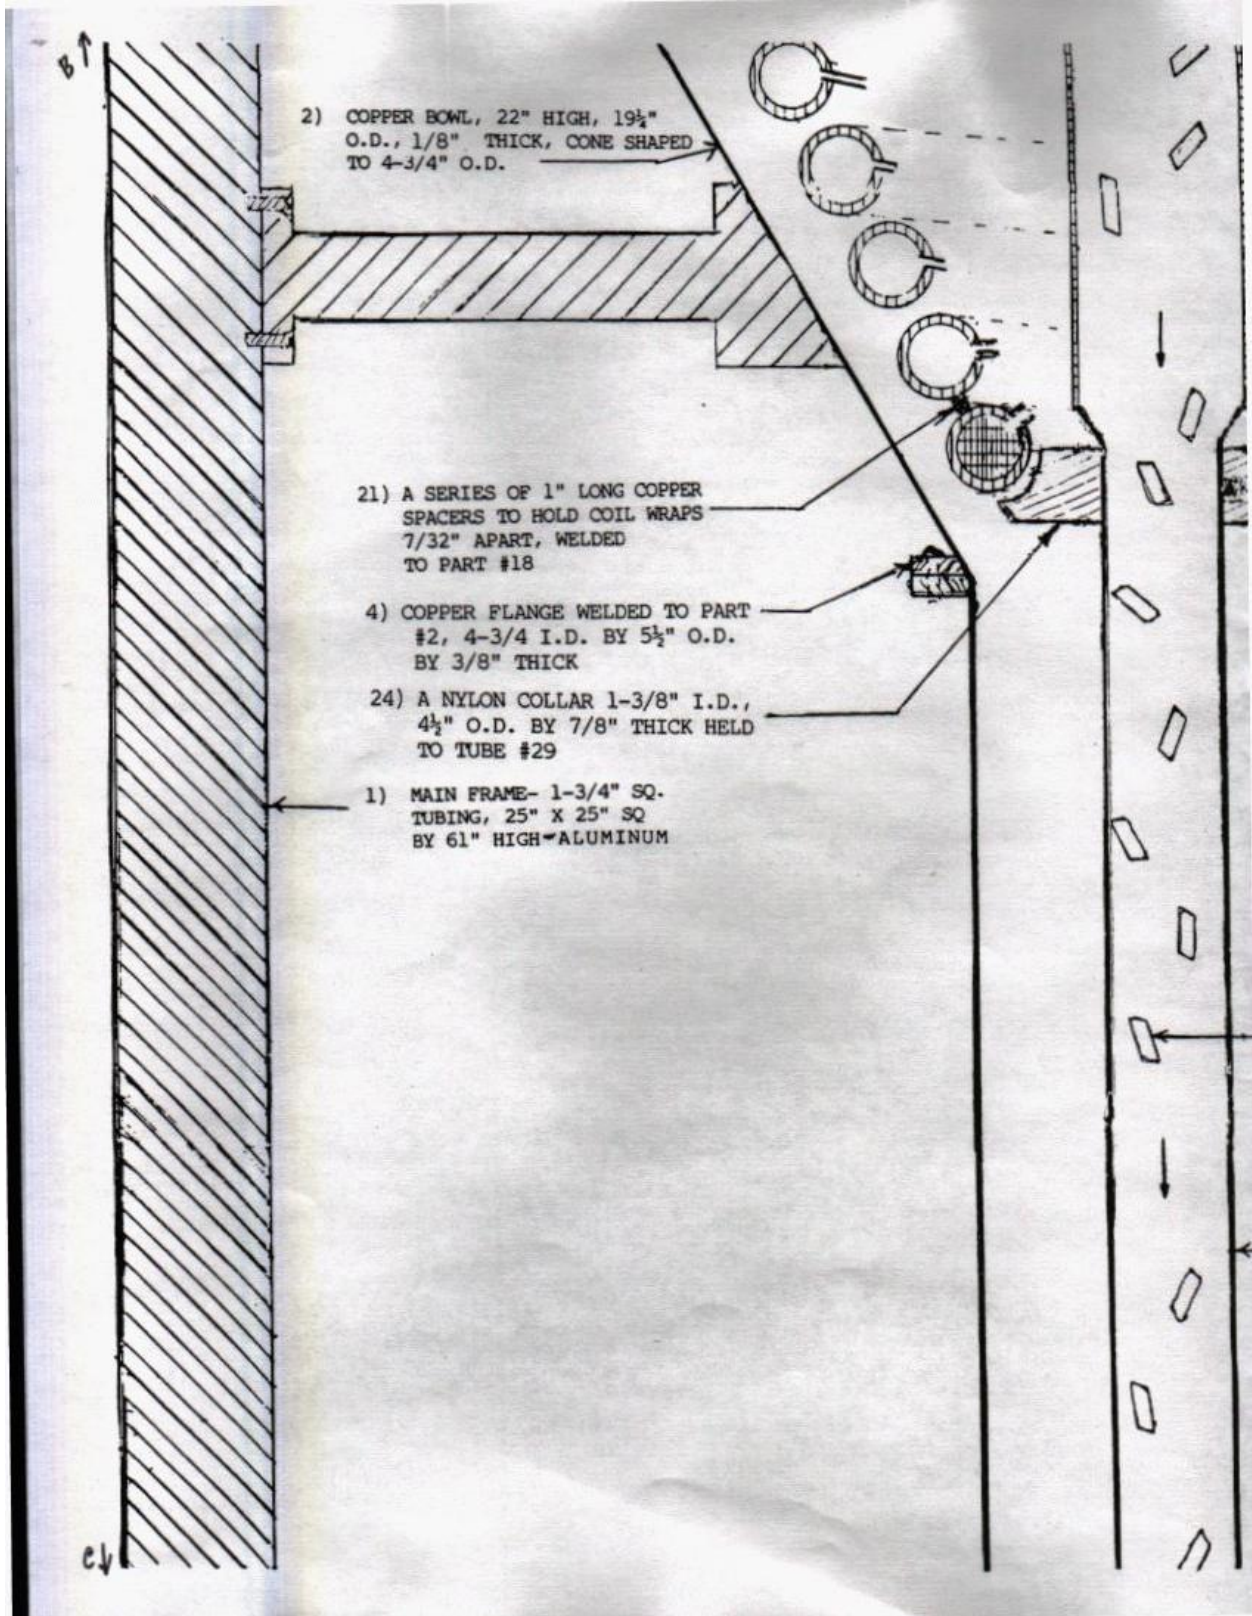 B
2) COPPER BOWL, 22" HIGH, 19¼"
O.D., 1/8" THICK, CONE SHAPED
TO 4-3/4" O.D.
21) A SERIES OF 1" LONG COPPER
SPACERS TO HOLD COIL WRAPS
7/32" APART, WELDED
TO PART #18
4) COPPER FLANGE WELDED TO PART
#2, 4-3/4 I.D. BY 5½" O.D.
BY 3/8" THICK
24) A NYLON COLLAR 1-3/8" I.D.,
4½" O.D. BY 7/8" THICK HELD
TO TUBE #29
1) MAIN FRAME- 1-3/4" SQ.
TUBING, 25" X 25" SQ
BY 61" HIGH-ALUMINUM
C